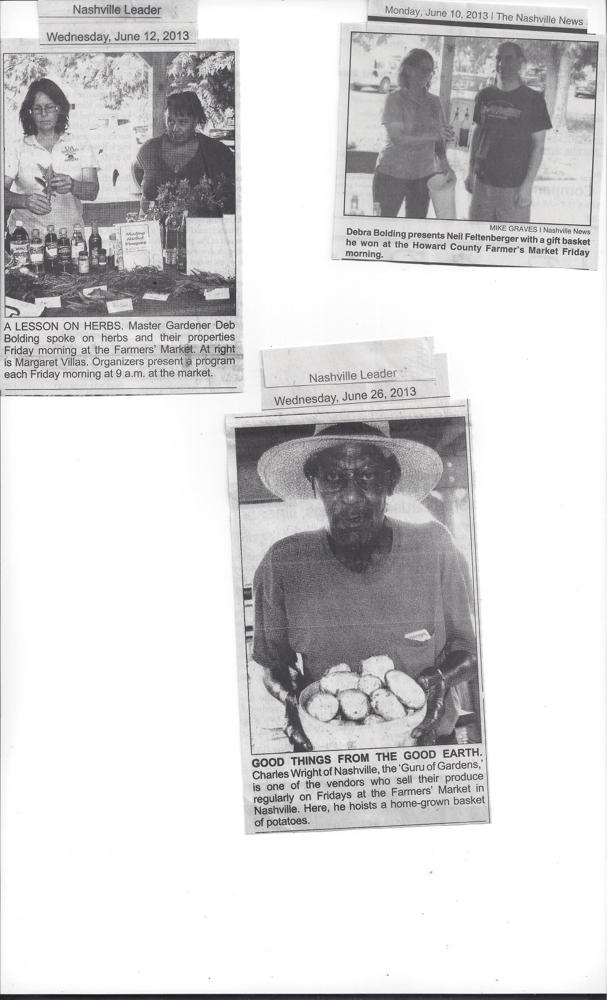 Nashville Leader
Wednesday, June 12, 2013
UA
HEINZ
HEINZ
Making
Herbal
Vinegars
A LESSON ON HERBS. Master Gardener Deb
Bolding spoke on herbs and their properties
Friday morning at the Farmers' Market. At right
is Margaret Villas. Organizers present a program
each Friday morning at 9 a.m. at the market.
Monday, June 10, 2013 | The Nashville News
MIKE GRAVES | Nashville News
Debra Bolding presents Neil Feltenberger with a gift basket
he won at the Howard County Farmer's Market Friday
morning.
Nashville Leader
Wednesday, June 26, 2013
GOOD THINGS FROM THE GOOD EARTH.
Charles Wright of Nashville, the 'Guru of Gardens,'
is one of the vendors who sell their produce
regularly on Fridays at the Farmers' Market in
Nashville. Here, he hoists a home-grown basket
of potatoes.